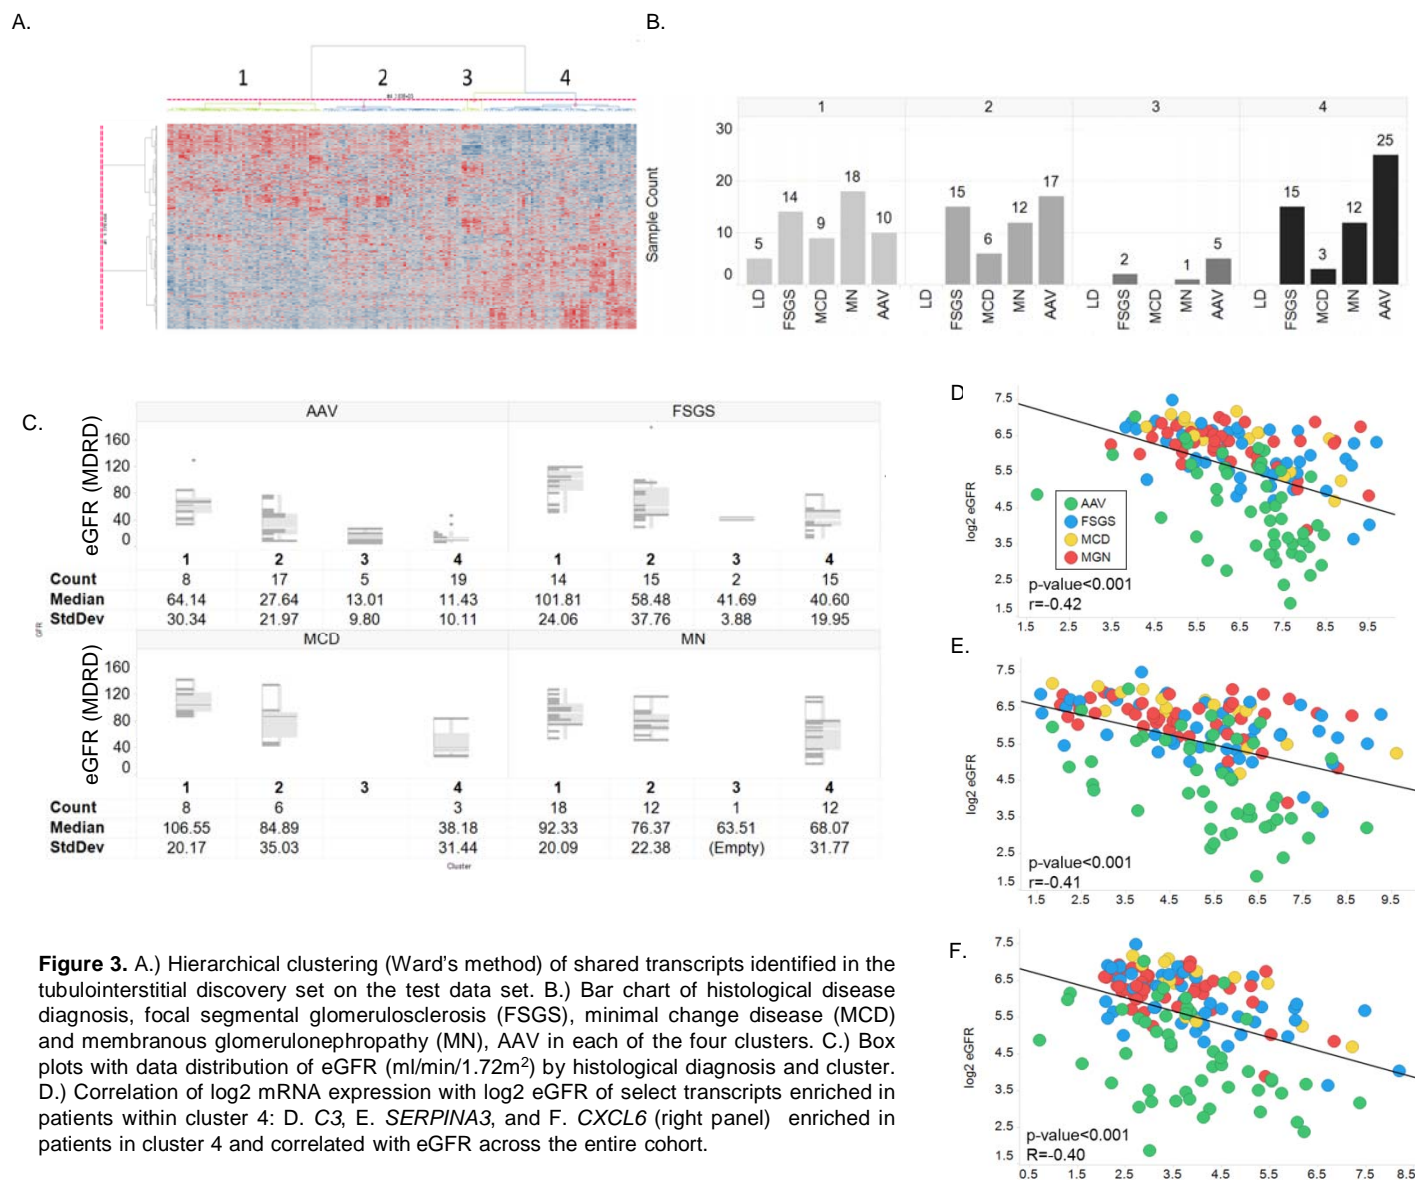 A.
1 2 3 4
B.
1 2 3 4
Sample Count
30
20
10
0
5 14 9 18 10
15 6 12 17
2 1 5
15 3 12 25
LD FSGS MCD MN AAV
LD FSGS MCD MN AAV
LD FSGS MCD MN AAV
LD FSGS MCD MN AAV
C.
AAV FSGS
eGFR (MDRD)
160
120
80
40
0
1 2 3 4 1 2 3 4
Count 8 17 5 19 14 15 2 15
Median 64.14 27.64 13.01 11.43 101.81 58.48 41.69 40.60
StdDev 30.34 21.97 9.80 10.11 24.06 37.76 3.88 19.95
GFR
MCD MN
eGFR (MDRD)
160
120
80
40
0
1 2 3 4 1 2 3 4
Count 8 6 3 18 12 1 12
Median 106.55 84.89 38.18 92.33 76.37 63.51 68.07
StdDev 20.17 35.03 31.44 20.09 22.38 (Empty) 31.77
Cluster
D
log2 eGFR
7.5
6.5
5.5
4.5
3.5
2.5
1.5
AAV
FSGS
MCD
MGN
p-value<0.001
r=-0.42
1.5 2.5 3.5 4.5 5.5 6.5 7.5 8.5 9.5
E.
log2 eGFR
7.5
6.5
5.5
4.5
3.5
2.5
1.5
p-value<0.001
r=-0.41
1.5 2.5 3.5 4.5 5.5 6.5 7.5 8.5 9.5
F.
log2 eGFR
7.5
6.5
5.5
4.5
3.5
2.5
1.5
p-value<0.001
R=-0.40
0.5 1.5 2.5 3.5 4.5 5.5 6.5 7.5 8.5
Figure 3. A.) Hierarchical clustering (Ward's method) of shared transcripts identified in the
tubulointerstitial discovery set on the test data set. B.) Bar chart of histological disease
diagnosis, focal segmental glomerulosclerosis (FSGS), minimal change disease (MCD)
and membranous glomerulonephropathy (MN), AAV in each of the four clusters. C.) Box
plots with data distribution of eGFR (ml/min/1.72m²) by histological diagnosis and cluster.
D.) Correlation of log2 mRNA expression with log2 eGFR of select transcripts enriched in
patients within cluster 4: D. C3, E. SERPINA3, and F. CXCL6 (right panel) enriched in
patients in cluster 4 and correlated with eGFR across the entire cohort.